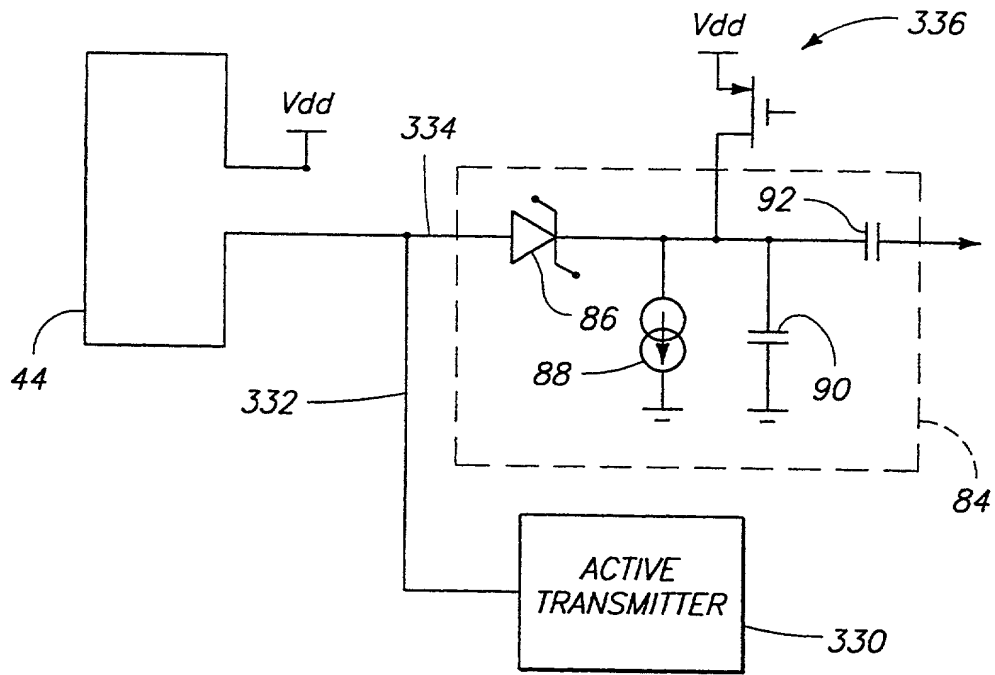 Vdd
336
Vdd
334
92
86
88
90
44
332
84
ACTIVE
TRANSMITTER
330